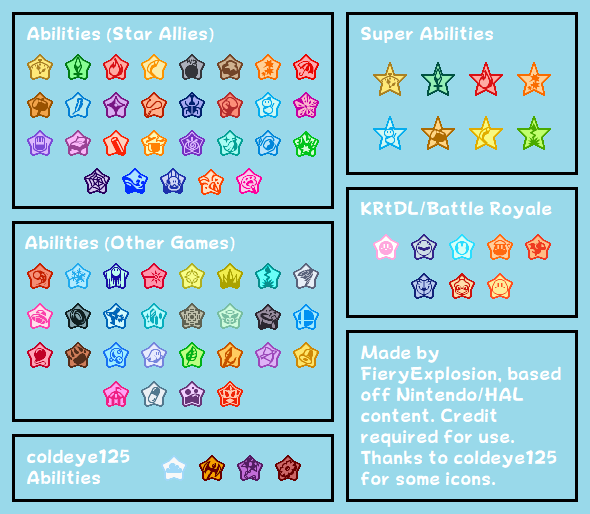 Abilities (Star Allies)
Super Abilities
KRtDL/Battle Royale
Abilities (Other Games)
Made by
FieryExplosion, based
off Nintendo/HAL
content. Credit
required for use.
Thanks to coldeye125
for some icons.
coldeye125
Abilities